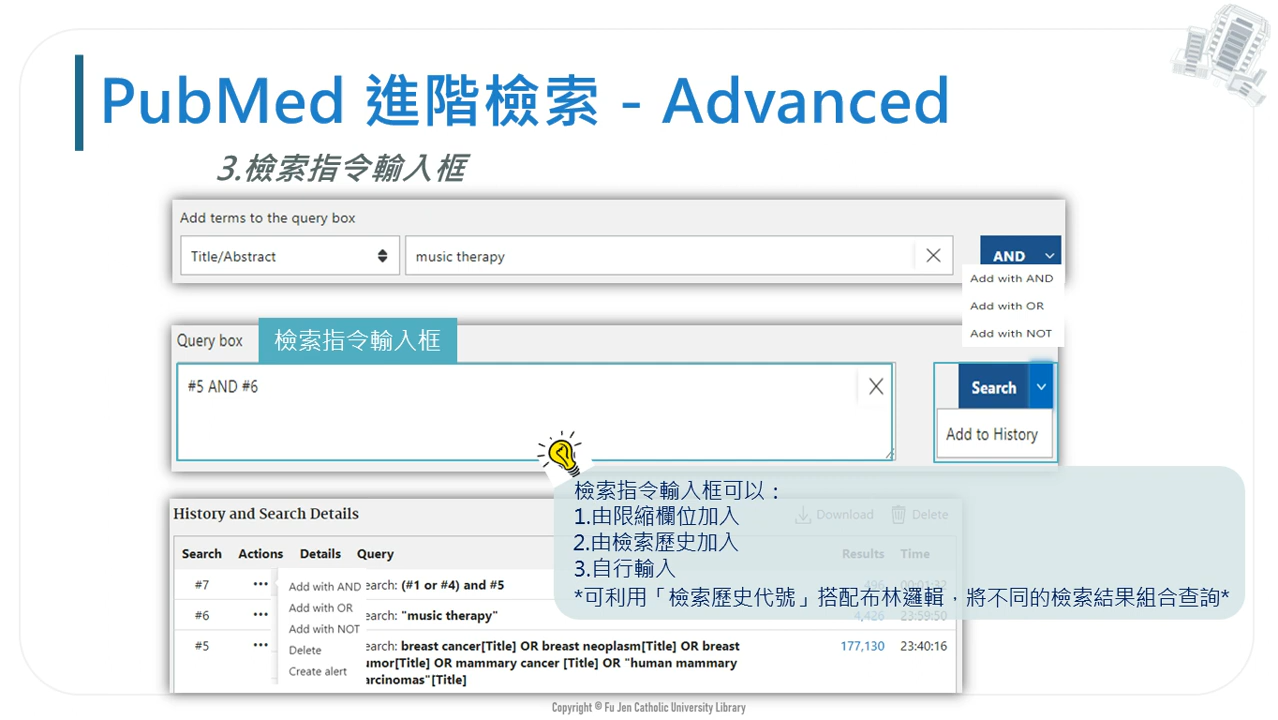 PubMed 進階檢索 - Advanced
3.檢索指令輸入框
Add terms to the query box
Title/Abstract
music therapy
AND
Add with AND
Add with OR
Add with NOT
Query box
檢索指令輸入框
#5 AND #6
Search
Add to History
檢索指令輸入框可以：
1.由限縮欄位加入
2.由檢索歷史加入
3.自行輸入
*可利用「檢索歷史代號」搭配布林邏輯，將不同的檢索結果組合查詢*
History and Search Details
Download Delete
Search Actions Details Query Results Time
#7 ••• earch: (#1 or #4) and #5 496 00:01:32
#6 ••• earch: "music therapy" 4,426 23:59:50
#5 ••• earch: breast cancer[Title] OR breast neoplasm[Title] OR breast 177,130 23:40:16
umor[Title] OR mammary cancer [Title] OR "human mammary
arcinomas"[Title]
Add with AND
Add with OR
Add with NOT
Delete
Create alert
Copyright © Fu Jen Catholic University Library